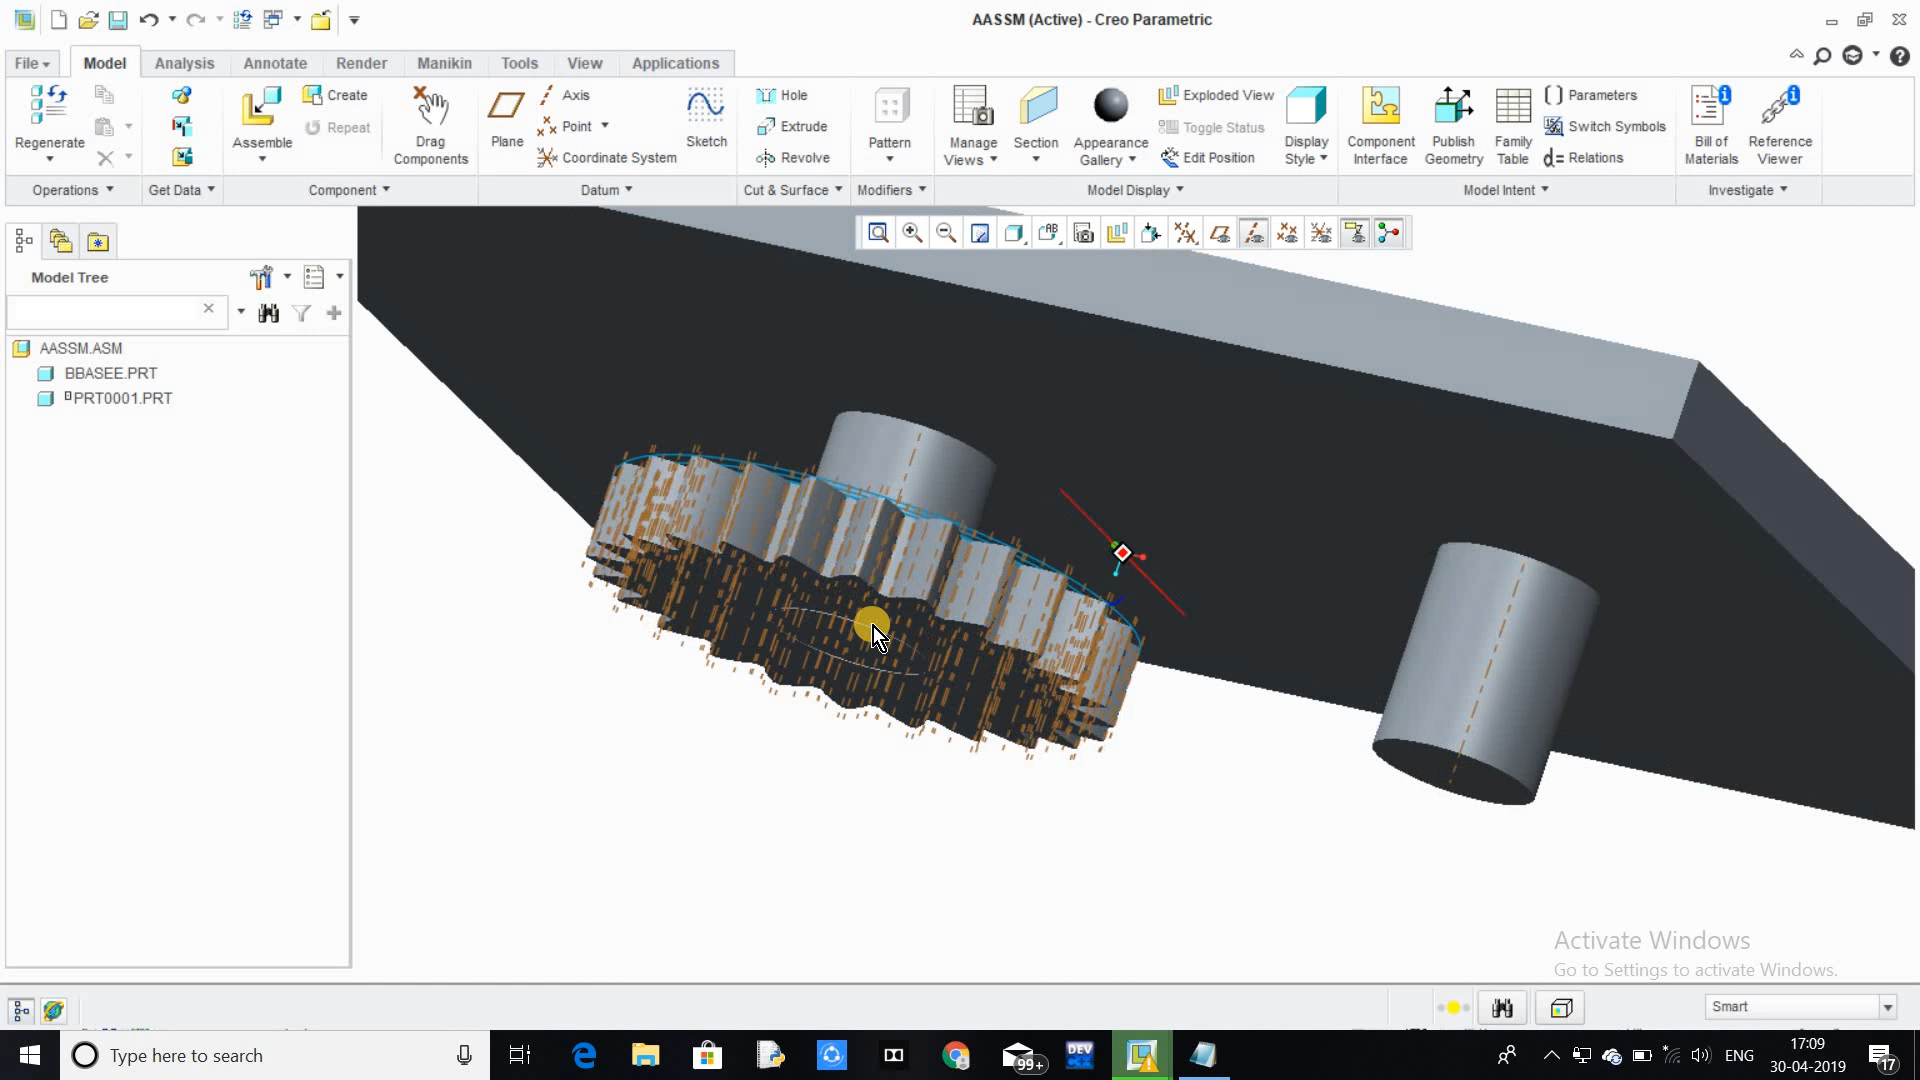 AASSM (Active) - Creo Parametric
File
Model
Analysis
Annotate
Render
Manikin
Tools
View
Applications
Regenerate
Assemble
Create
Repeat
Drag
Components
Plane
Axis
Point
Coordinate System
Sketch
Hole
Extrude
Revolve
Pattern
Manage
Views
Section
Appearance
Gallery
Exploded View
Toggle Status
Edit Position
Display
Style
Component
Interface
Publish
Geometry
Family
Table
Parameters
Switch Symbols
Relations
Bill of
Materials
Reference
Viewer
Operations
Get Data
Component
Datum
Cut & Surface
Modifiers
Model Display
Model Intent
Investigate
Model Tree
AASSM.ASM
BBASEE.PRT
PRT0001.PRT
Activate Windows
Go to Settings to activate Windows.
Smart
Type here to search
99+
DEV
ENG
17:09
30-04-2019
17